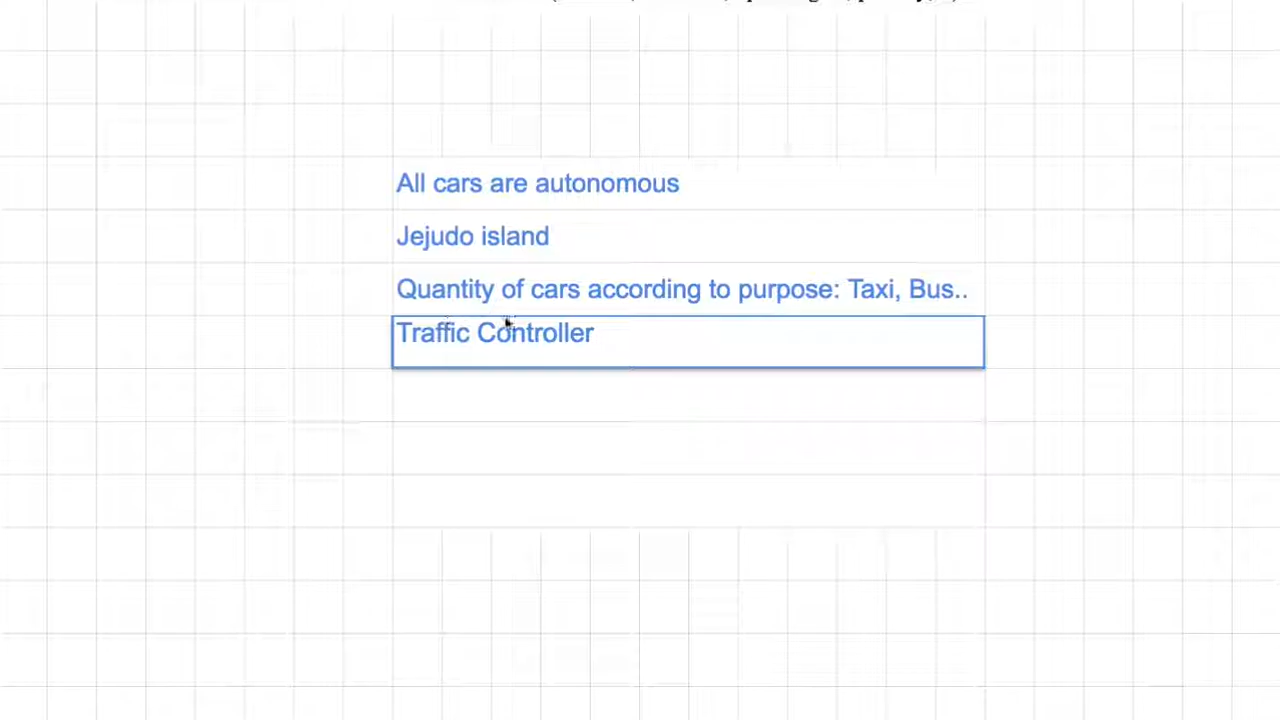 All cars are autonomous
Jejudo island
Quantity of cars according to purpose: Taxi, Bus..
Traffic Controller